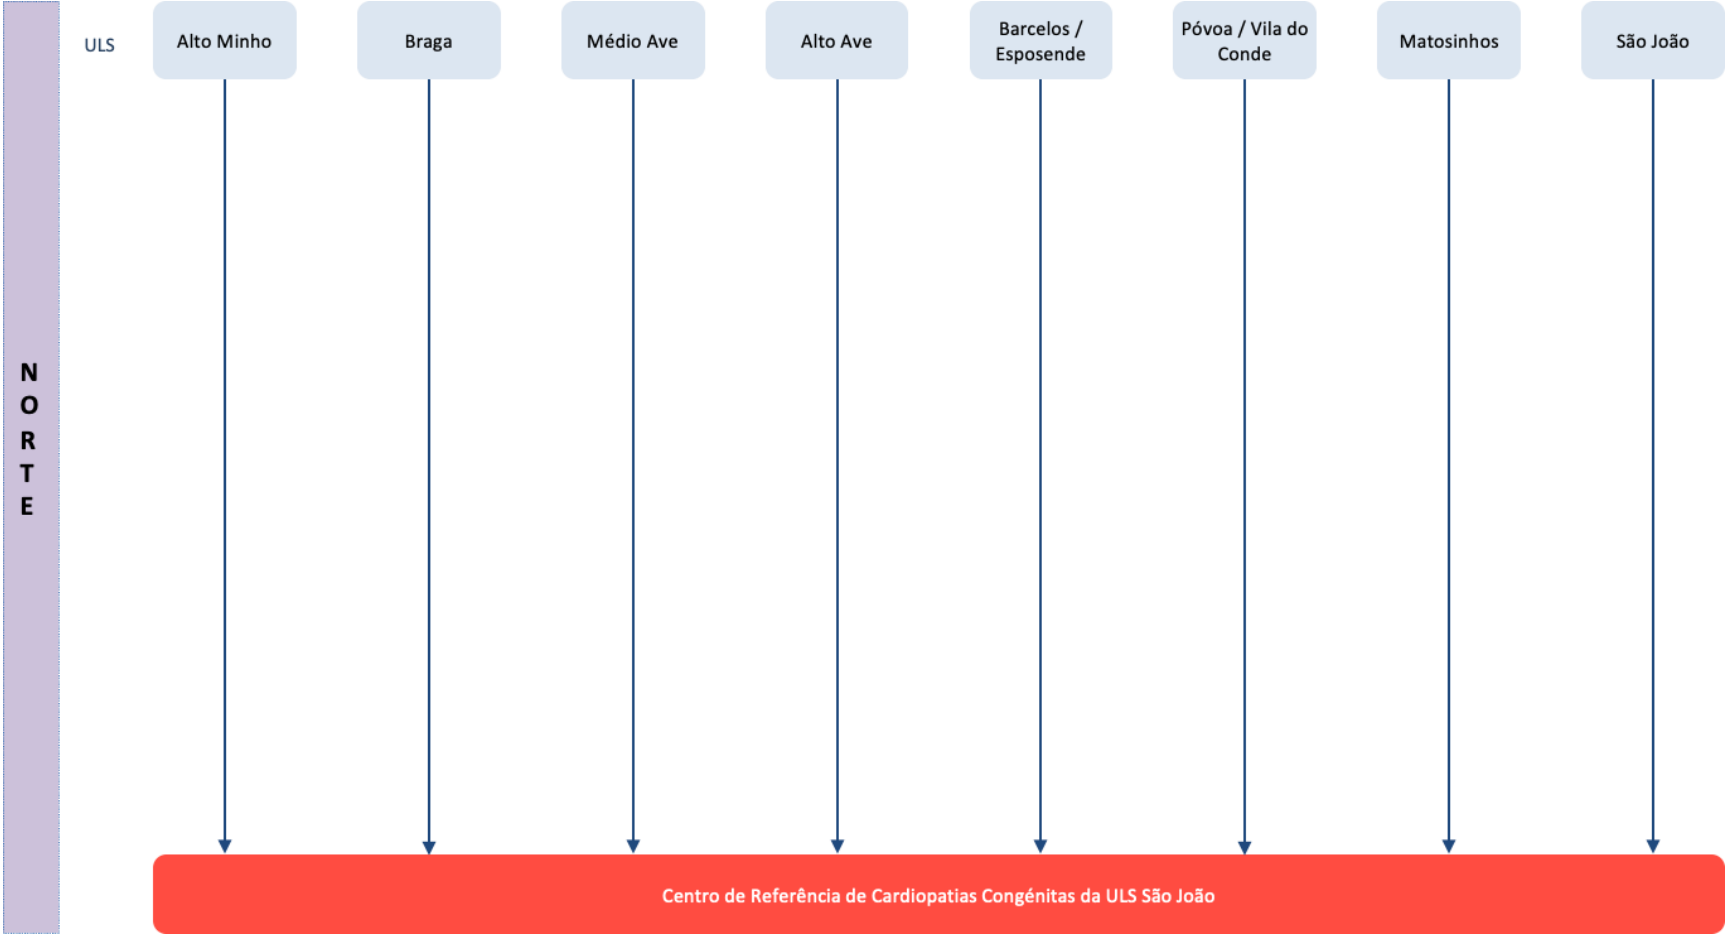 ULS
Alto Minho
Braga
Médio Ave
Alto Ave
Barcelos /
Esposende
Póvoa / Vila do
Conde
Matosinhos
São João
N
O
R
T
E
Centro de Referência de Cardiopatias Congénitas da ULS São João